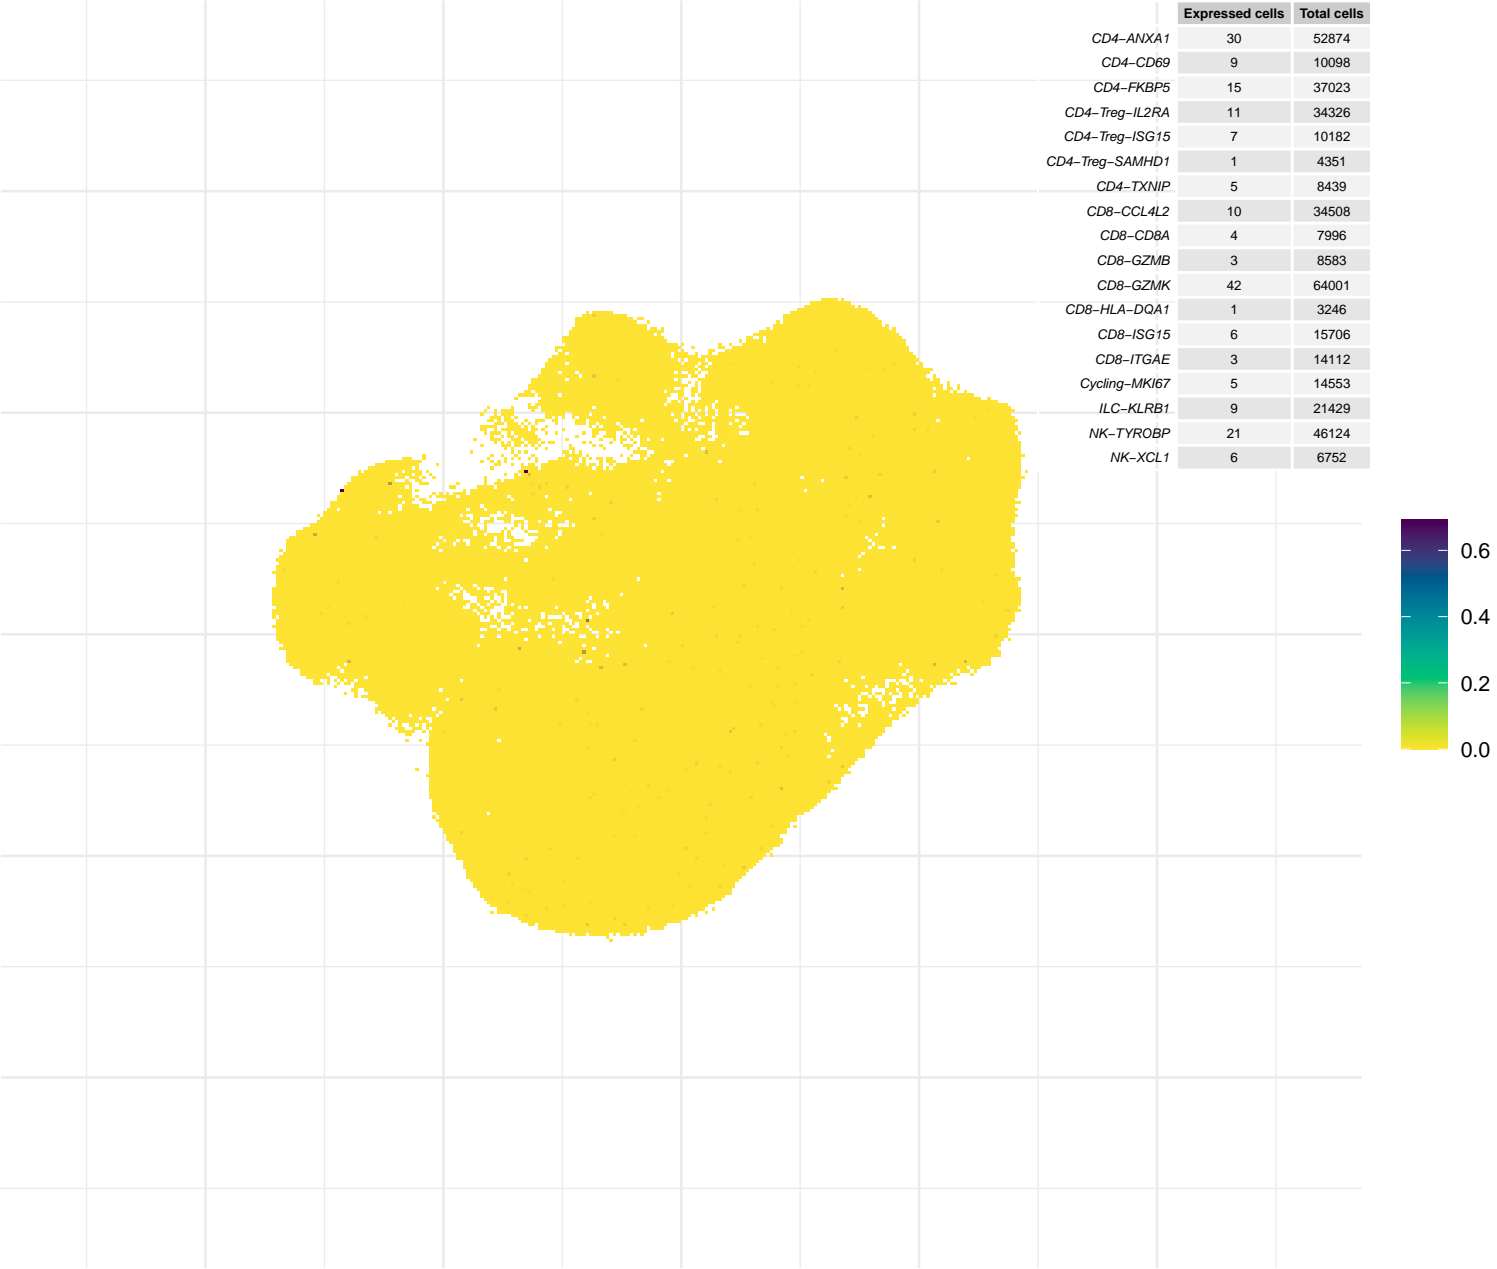 Expressed cells Total cells
CD4−ANXA1 30 52874
CD4−CD69 9 10098
CD4−FKBP5 15 37023
CD4−Treg−IL2RA 11 34326
CD4−Treg−ISG15 7 10182
CD4−Treg−SAMHD1 1 4351
CD4−TXNIP 5 8439
CD8−CCL4L2 10 34508
CD8−CD8A 4 7996
CD8−GZMB 3 8583
CD8−GZMK 42 64001
CD8−HLA−DQA1 1 3246
CD8−ISG15 6 15706
CD8−ITGAE 3 14112
Cycling−MKI67 5 14553
ILC−KLRB1 9 21429
NK−TYROBP 21 46124
NK−XCL1 6 6752
0.6
0.4
0.2
0.0